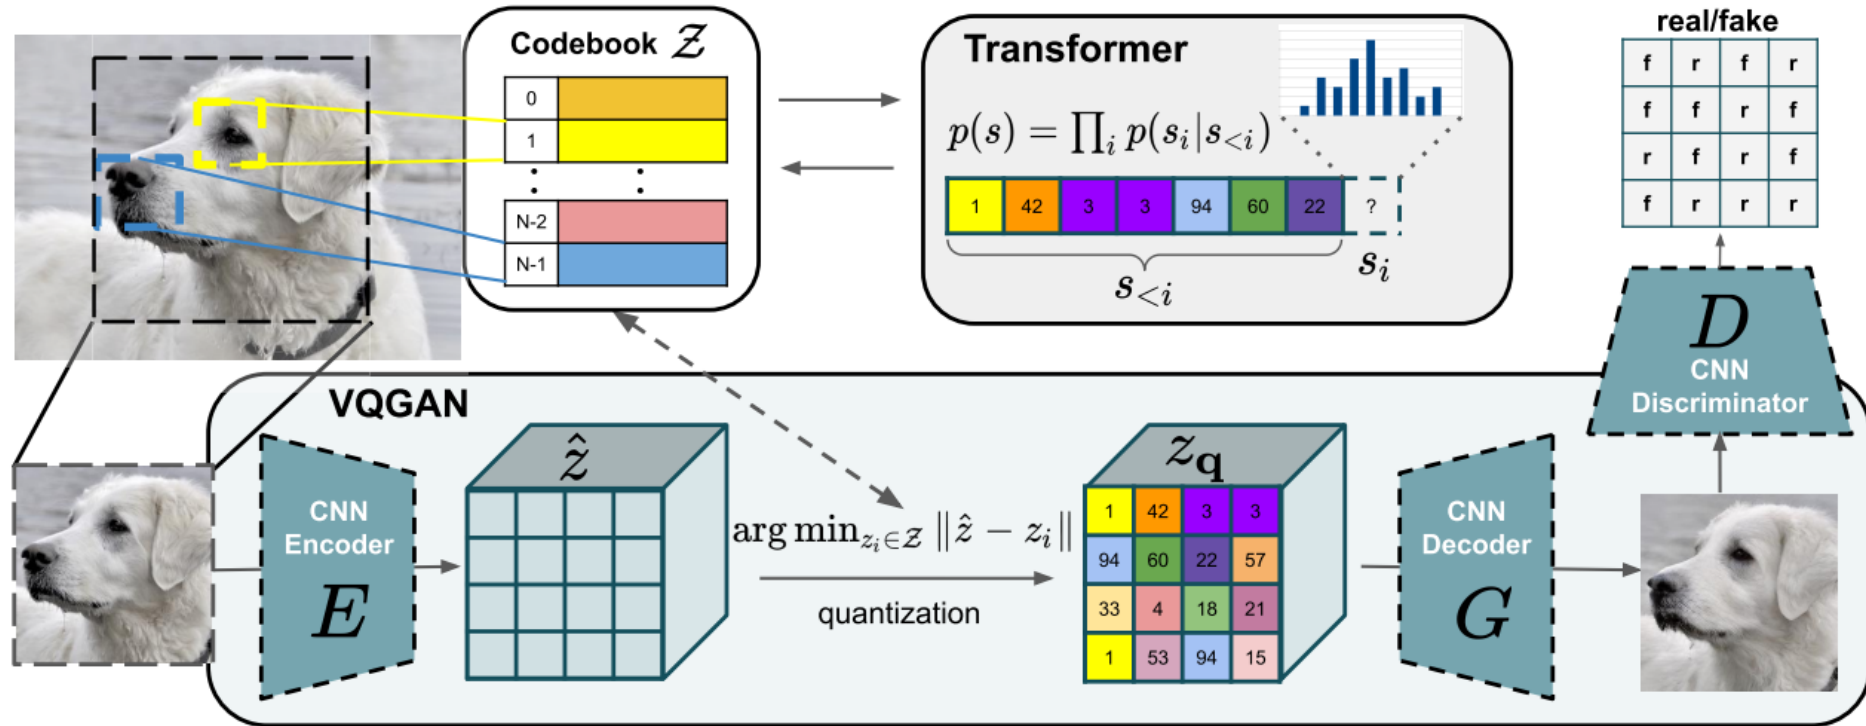 Codebook 𝒵
0
1
:
:
N-2
N-1
Transformer
p(s) = ∏ᵢ p(sᵢ|s<ᵢ)
1 42 3 3 94 60 22 ?
s<ᵢ
sᵢ
real/fake
f r f r
f f r f
r f r f
f r r r
D
CNN
Discriminator
VQGAN
CNN
Encoder
E
ẑ
arg min_{zᵢ∈𝒵} ‖ẑ − zᵢ‖
quantization
z_𝐪
1 42 3 3
94 60 22 57
33 4 18 21
1 53 94 15
CNN
Decoder
G